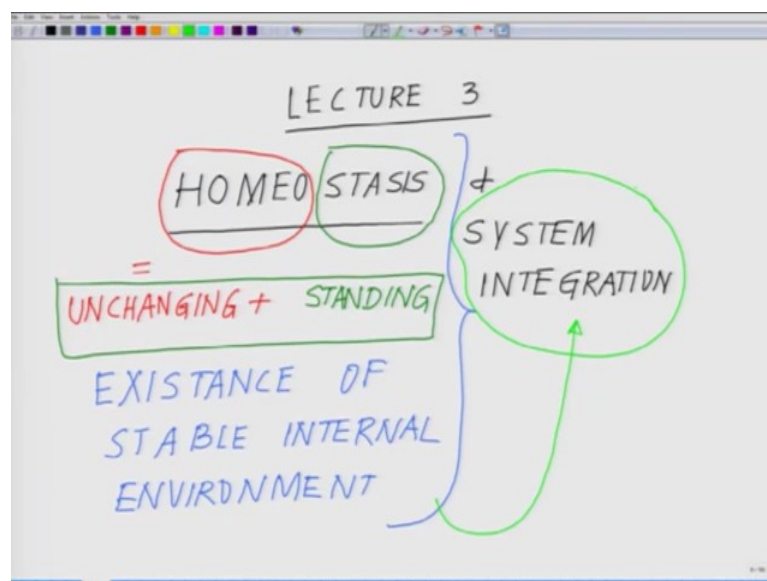 LECTURE 3
HOMEO STASIS &
SYSTEM
INTEGRATION
=
UNCHANGING + STANDING
EXISTANCE OF
STABLE INTERNAL
ENVIRONMENT